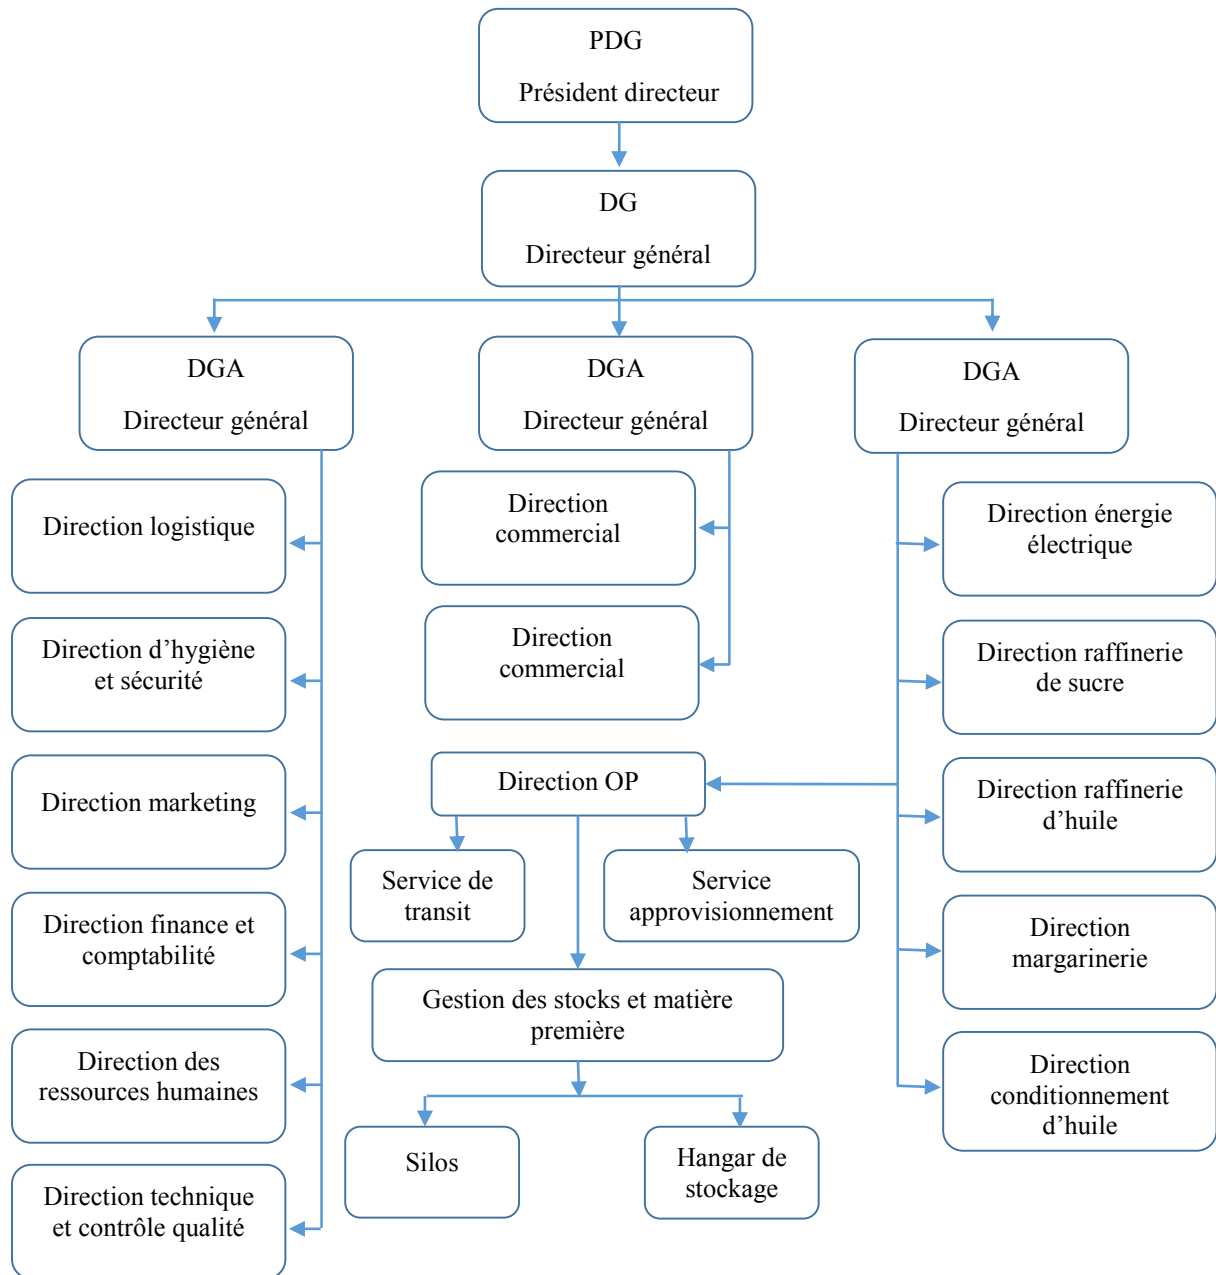 PDG
Président directeur
DG
Directeur général
DGA
Directeur général
DGA
Directeur général
DGA
Directeur général
Direction logistique
Direction d’hygiène
et sécurité
Direction marketing
Direction finance et
comptabilité
Direction des
ressources humaines
Direction technique
et contrôle qualité
Direction
commercial
Direction
commercial
Direction OP
Service de
transit
Service
approvisionnement
Gestion des stocks et matière
première
Silos
Hangar de
stockage
Direction énergie
électrique
Direction raffinerie
de sucre
Direction raffinerie
d’huile
Direction
margarinerie
Direction
conditionnement
d’huile